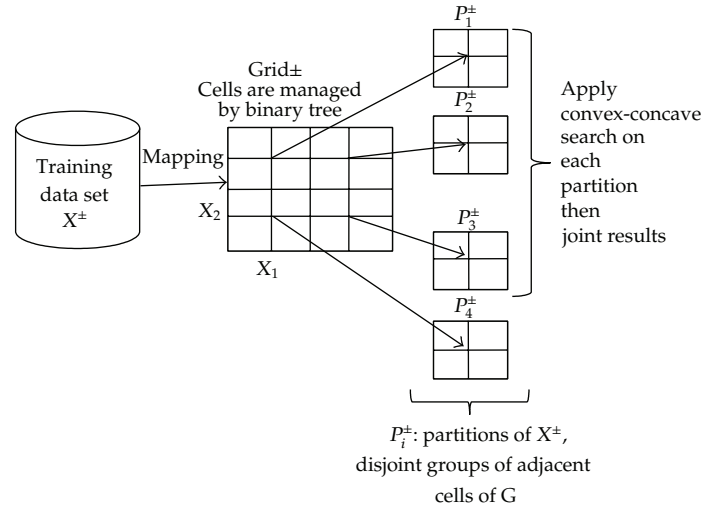 Training
data set
X±
Mapping
Grid±
Cells are managed
by binary tree
X₂
X₁
P₁±
P₂±
P₃±
P₄±
Apply
convex-concave
search on
each
partition
then
joint results
Pᵢ±: partitions of X±,
disjoint groups of adjacent
cells of G